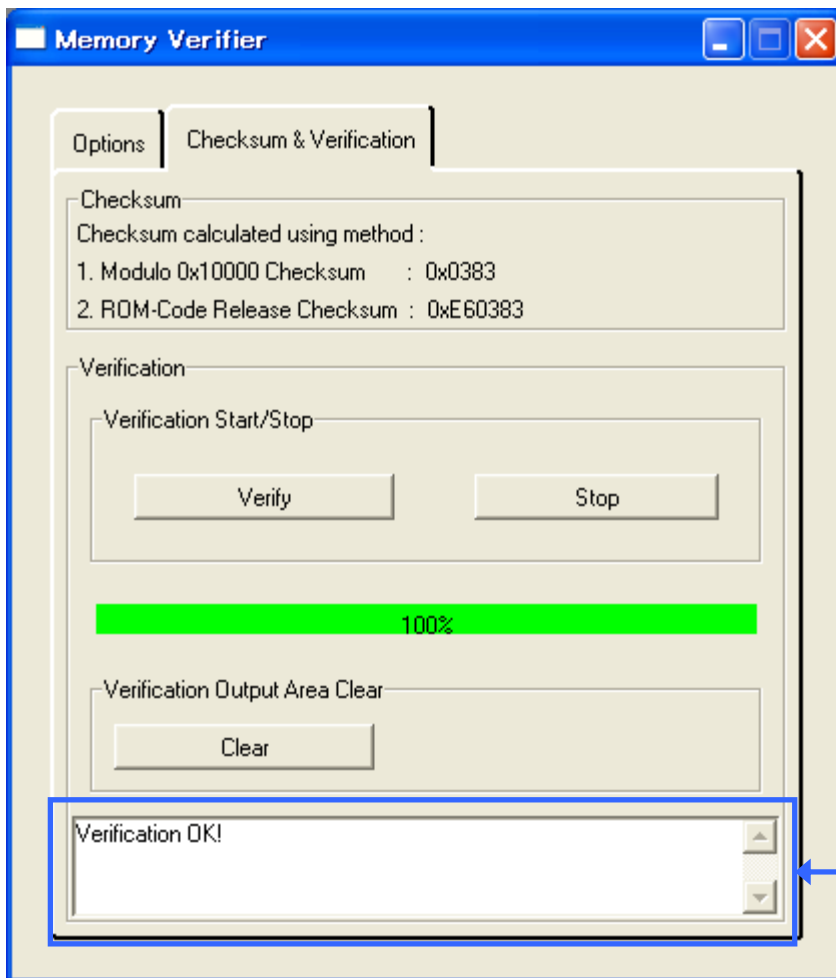 Memory Verifier
Options
Checksum & Verification
Checksum
Checksum calculated using method :
1. Modulo 0x10000 Checksum : 0x0383
2. ROM-Code Release Checksum : 0xE60383
Verification
Verification Start/Stop
Verify
Stop
100%
Verification Output Area Clear
Clear
Verification OK!